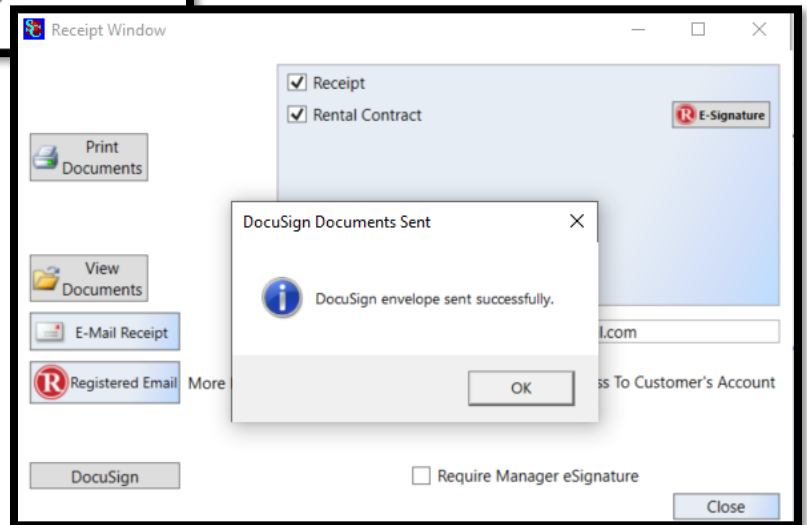 Receipt Window
Receipt
Rental Contract
R E-Signature
Print
Documents
DocuSign Documents Sent
DocuSign envelope sent successfully.
OK
View
Documents
E-Mail Receipt
l.com
R Registered Email More
ss To Customer's Account
DocuSign
Require Manager eSignature
Close